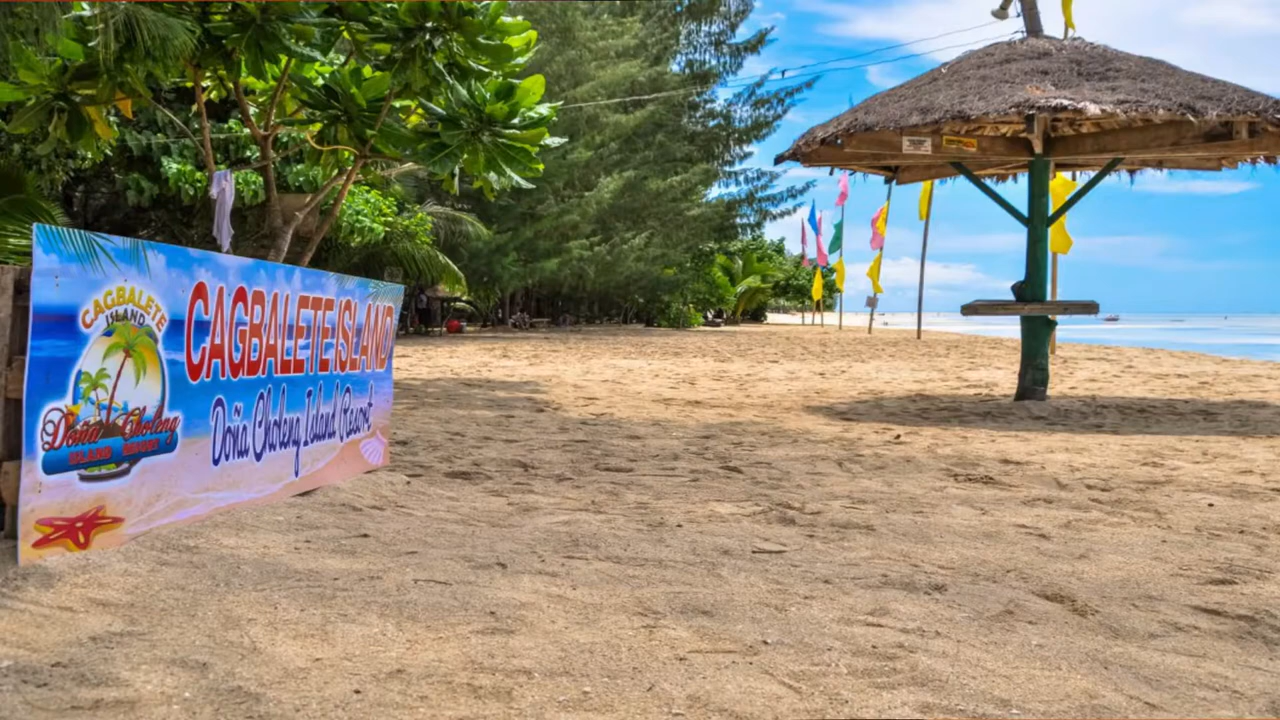 CAGBALETE
ISLAND
Doña Choleng
ISLAND RESORT
CAGBALETE ISLAND
Doña Choleng Island Resort